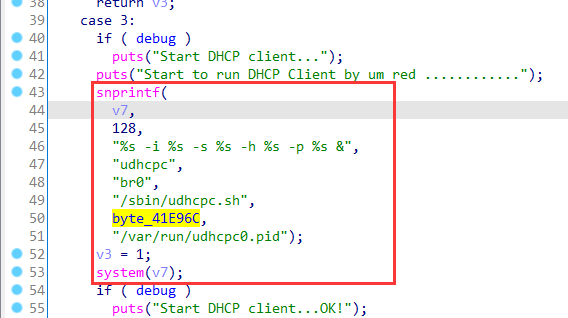 38 return v3;
39 case 3:
40 if ( debug )
41 puts("Start DHCP client...");
42 puts("Start to run DHCP Client by um red ............");
43 snprintf(
44 v7,
45 128,
46 "%s -i %s -s %s -h %s -p %s &",
47 "udhcpc",
48 "br0",
49 "/sbin/udhcpc.sh",
50 byte_41E96C,
51 "/var/run/udhcpc0.pid");
52 v3 = 1;
53 system(v7);
54 if ( debug )
55 puts("Start DHCP client...OK!");